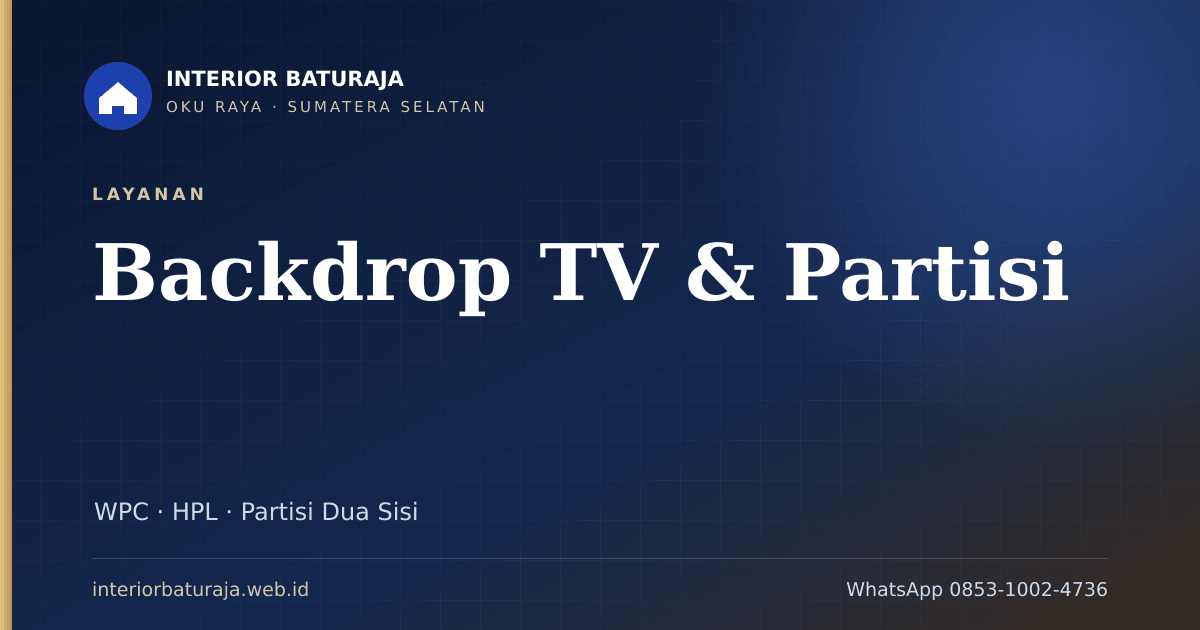 INTERIOR BATURAJA
OKU RAYA · SUMATERA SELATAN
LAYANAN
Backdrop TV & Partisi
WPC · HPL · Partisi Dua Sisi
interiorbaturaja.web.id
WhatsApp 0853-1002-4736